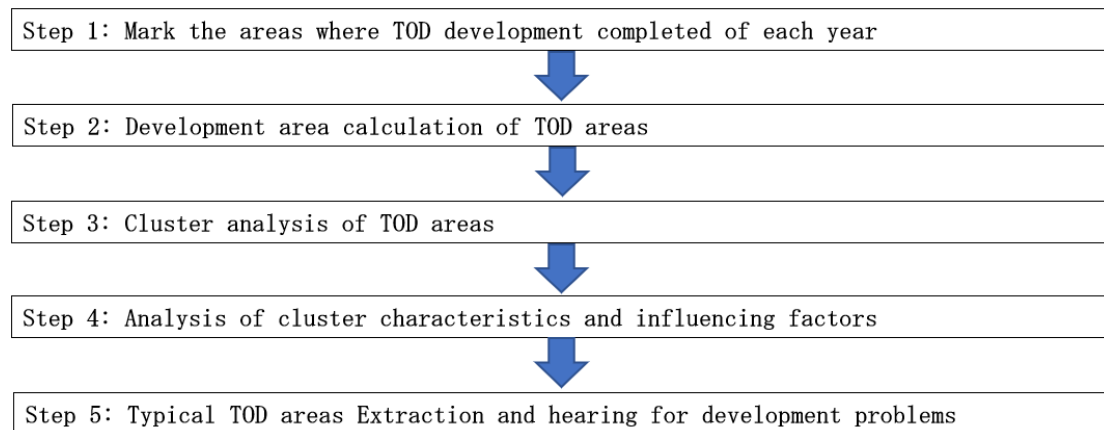 Step 1: Mark the areas where TOD development completed of each year
Step 2: Development area calculation of TOD areas
Step 3: Cluster analysis of TOD areas
Step 4: Analysis of cluster characteristics and influencing factors
Step 5: Typical TOD areas Extraction and hearing for development problems